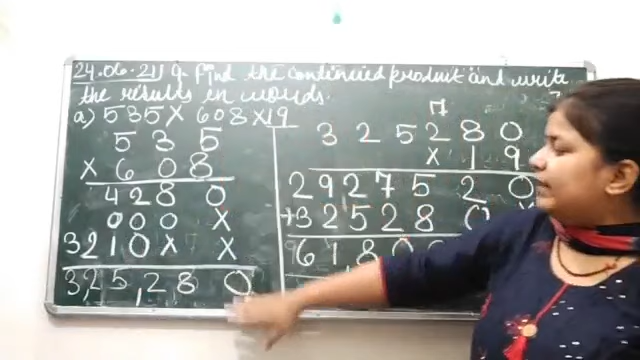 24.06.21 Q. Find the continued product and write
the results in words.
a) 535 x 608 x 19
5 3 5
x 6 0 8
4 2 8 0
0 0 0 x
3 2 1 0 x x
3 2 5, 2 8 0
7
3 2 5 2 8 0
x 1 9
2 9 2 7 5 2 0
+ 3 2 5 2 8 0
6 1 8 0